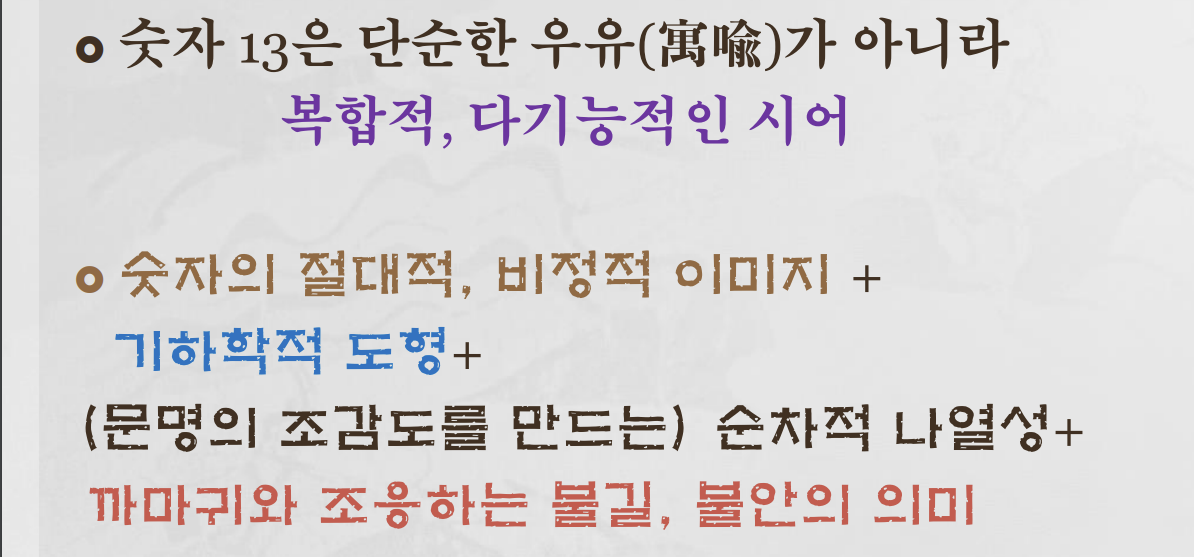 • 숫자 13은 단순한 우유(寓喩)가 아니라
복합적, 다기능적인 시어
• 숫자의 절대적, 비정적 이미지 +
기하학적 도형+
(문명의 조감도를 만드는) 순차적 나열성+
까마귀와 조응하는 불길, 불안의 의미